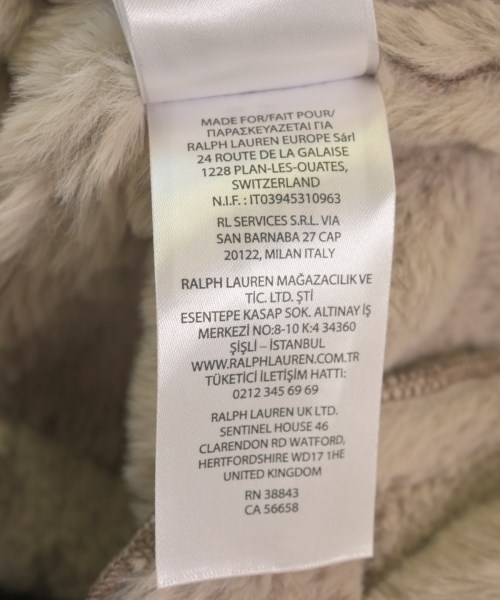 MADE FOR/FAIT POUR/
ΠΑΡΑΣΚΕΥΑΖΕΤΑΙ ΓΙΑ
RALPH LAUREN EUROPE Sárl
24 ROUTE DE LA GALAISE
1228 PLAN-LES-OUATES,
SWITZERLAND
N.I.F. : IT03945310963
RL SERVICES S.R.L. VIA
SAN BARNABA 27 CAP
20122, MILAN ITALY
RALPH LAUREN MAĞAZACILIK VE
TİC. LTD. ŞTİ
ESENTEPE KASAP SOK. ALTINAY İŞ
MERKEZİ NO:8-10 K:4 34360
ŞİŞLİ – İSTANBUL
WWW.RALPHLAUREN.COM.TR
TÜKETİCİ İLETİŞİM HATTI:
0212 345 69 69
RALPH LAUREN UK LTD.
SENTINEL HOUSE 46
CLARENDON RD WATFORD,
HERTFORDSHIRE WD17 1HE
UNITED KINGDOM
RN 38843
CA 56658